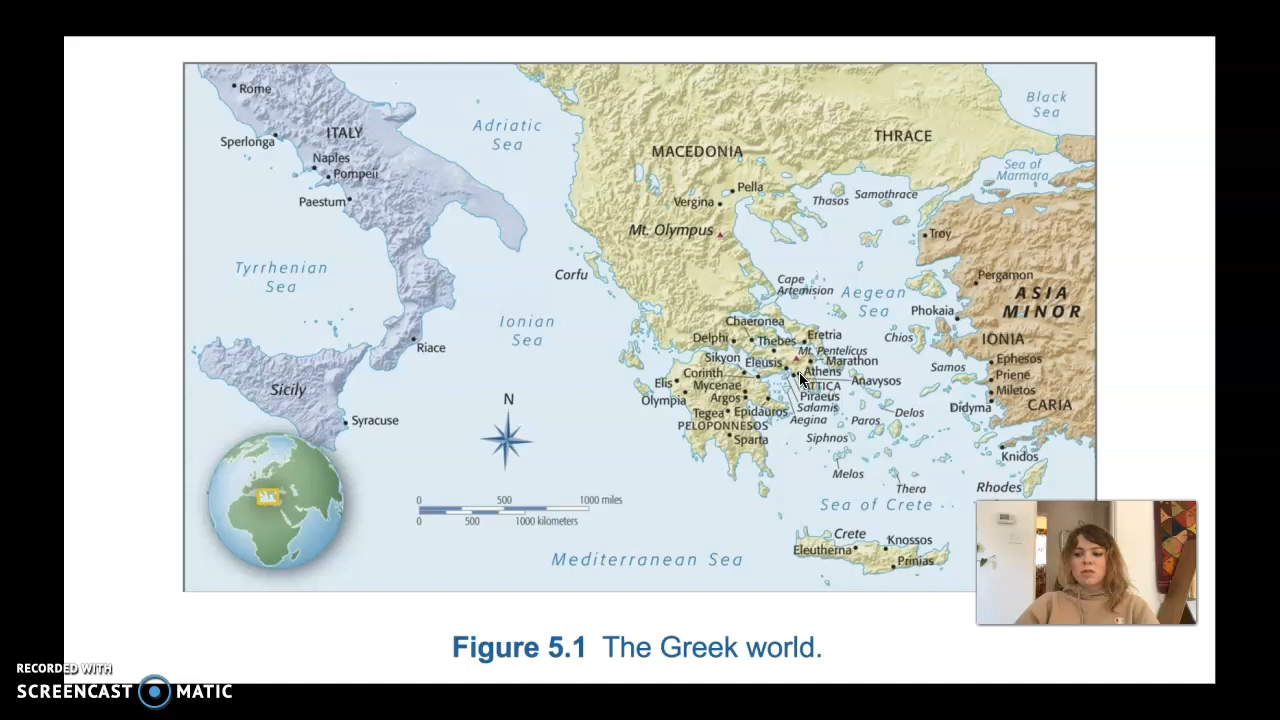 Rome
Sperlonga
ITALY
Naples
Pompeii
Paestum
Tyrrhenian
Sea
Adriatic
Sea
Riace
Sicily
Syracuse
Ionian
Sea
Corfu
MACEDONIA
THRACE
Black
Sea
Sea of
Marmara
Pella
Vergina
Mt. Olympus
Thasos
Samothrace
Troy
Pergamon
ASIA
MINOR
Cape
Artemision
Aegean
Sea
Phokaia
Chios
IONIA
Chaeronea
Delphi
Thebes
Eretria
Mt. Pentelicus
Marathon
Sikyon
Eleusis
Athens
Corinth
ATTICA
Anavysos
Elis
Mycenae
Piraeus
Olympia
Argos
Salamis
Tegea
Epidauros
Aegina
PELOPONNESOS
Sparta
Samos
Ephesos
Priene
Miletos
Didyma
CARIA
Delos
Paros
Siphnos
Melos
Thera
Knidos
Rhodes
Sea of Crete
Crete
Knossos
Eleutherna
Prinias
Mediterranean Sea
N
0 500 1000 miles
0 500 1000 kilometers
Figure 5.1 The Greek world.
RECORDED WITH
SCREENCAST MATIC